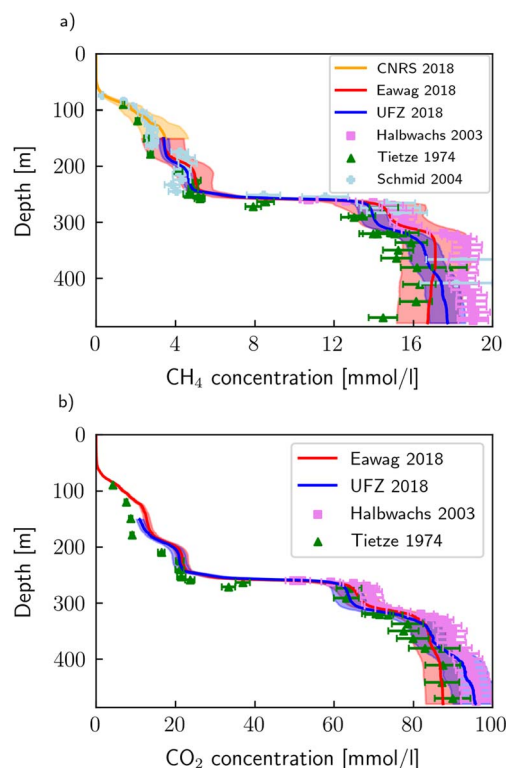 a)
0
100
200
300
400
Depth [m]
CNRS 2018
Eawag 2018
UFZ 2018
Halbwachs 2003
Tietze 1974
Schmid 2004
0 4 8 12 16 20
CH₄ concentration [mmol/l]
b)
0
100
200
300
400
Depth [m]
Eawag 2018
UFZ 2018
Halbwachs 2003
Tietze 1974
0 20 40 60 80 100
CO₂ concentration [mmol/l]